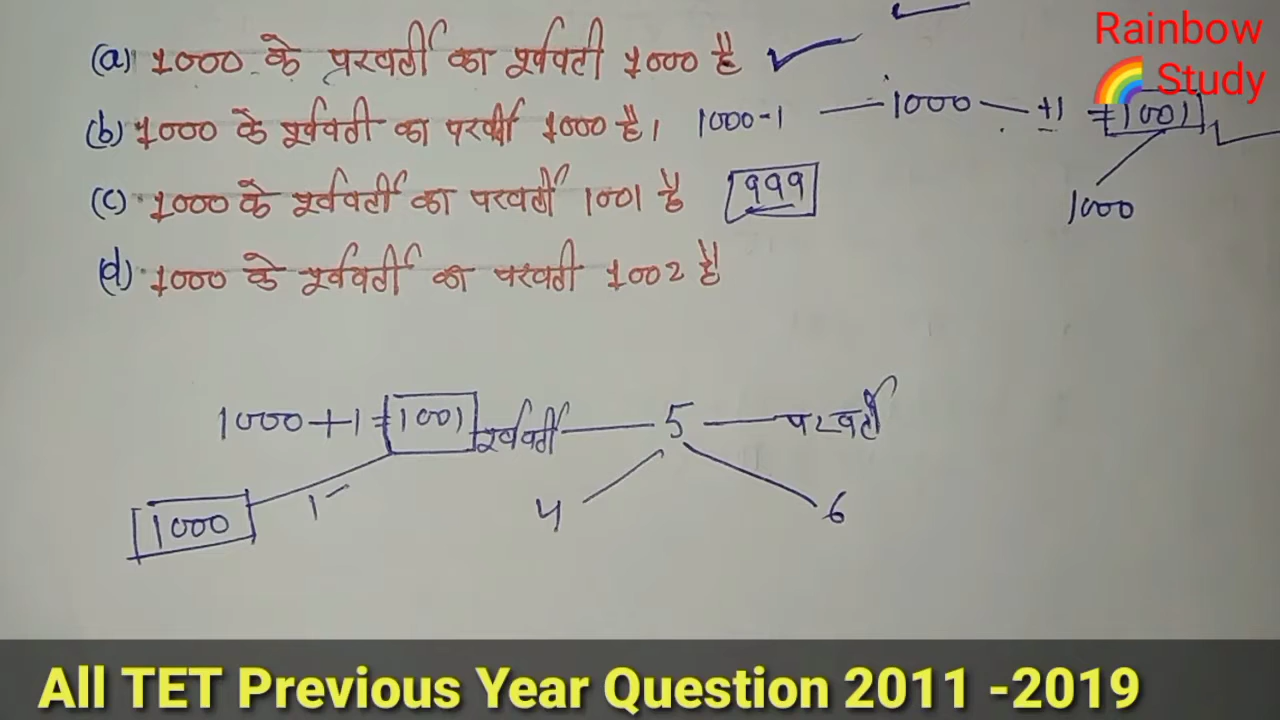 Rainbow
Study
(a) 1000 के परवर्ती का पूर्ववर्ती 1000 है
(b) 1000 के पूर्ववर्ती का परवर्ती 1000 है। 1000-1 — 1000 — +1 = 1001
(c) 1000 के पूर्ववर्ती का परवर्ती 1001 है 999
1000
(d) 1000 के पूर्ववर्ती का परवर्ती 1002 है
1000+1=1001 पूर्ववर्ती — 5 — परवर्ती
1000 1- 4 6
All TET Previous Year Question 2011 -2019